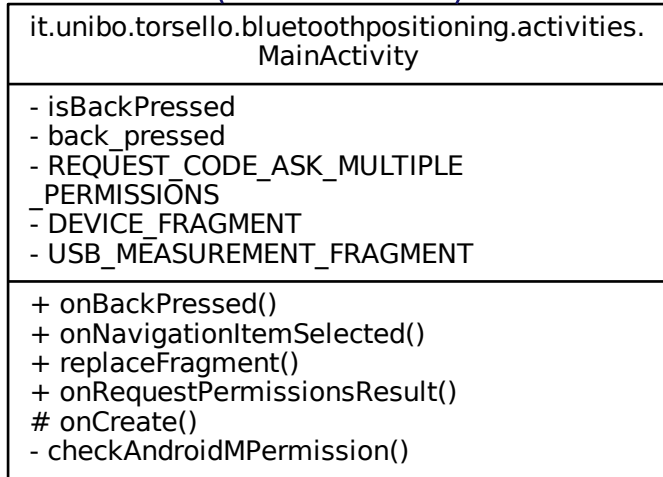 it.unibo.torsello.bluetoothpositioning.activities.
MainActivity
- isBackPressed
- back_pressed
- REQUEST_CODE_ASK_MULTIPLE
_PERMISSIONS
- DEVICE_FRAGMENT
- USB_MEASUREMENT_FRAGMENT
+ onBackPressed()
+ onNavigationItemSelected()
+ replaceFragment()
+ onRequestPermissionsResult()
# onCreate()
- checkAndroidMPermission()